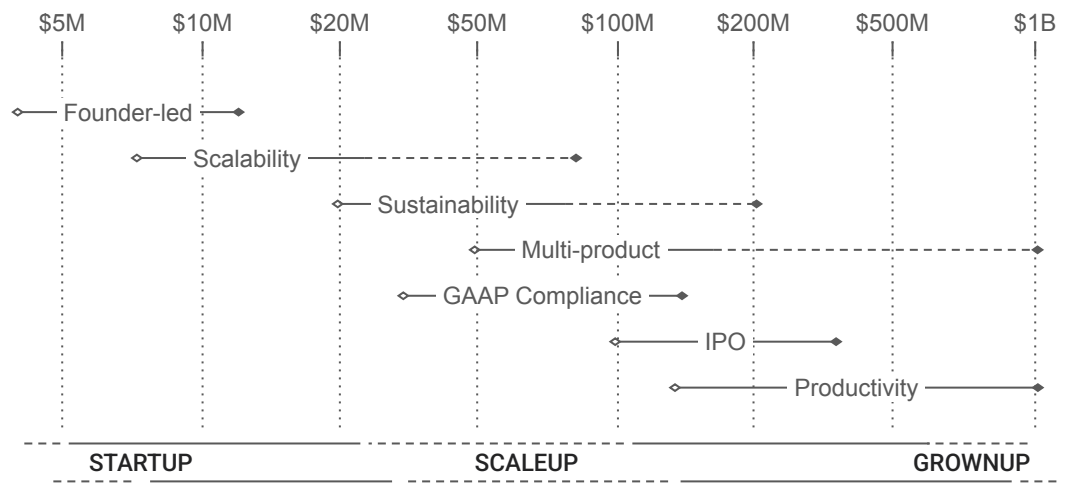 $5M $10M $20M $50M $100M $200M $500M $1B
Founder-led
Scalability
Sustainability
Multi-product
GAAP Compliance
IPO
Productivity
STARTUP SCALEUP GROWNUP